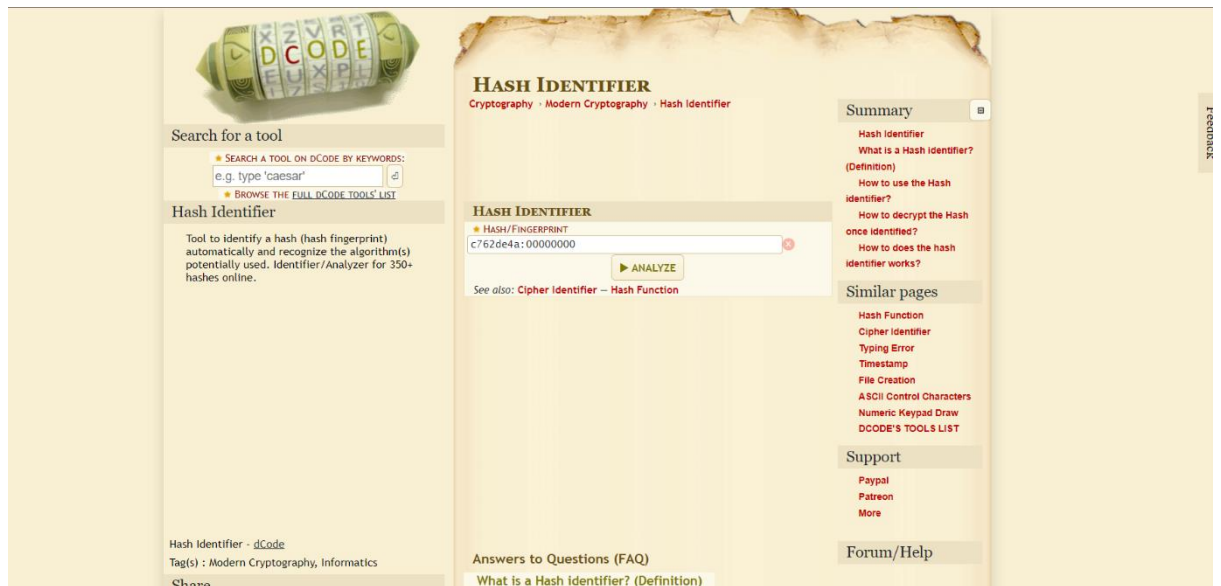 DCODE
Search for a tool
★ SEARCH A TOOL ON DCODE BY KEYWORDS:
e.g. type 'caesar'
★ BROWSE THE FULL DCODE TOOLS' LIST
Hash Identifier
Tool to identify a hash (hash fingerprint)
automatically and recognize the algorithm(s)
potentially used. Identifier/Analyzer for 350+
hashes online.
Hash Identifier - dCode
Tag(s) : Modern Cryptography, Informatics
Share
HASH IDENTIFIER
Cryptography › Modern Cryptography › Hash Identifier
HASH IDENTIFIER
★ HASH/FINGERPRINT
c762de4a:00000000
▶ ANALYZE
See also: Cipher Identifier — Hash Function
Answers to Questions (FAQ)
What is a Hash identifier? (Definition)
Summary
Hash Identifier
What is a Hash identifier?
(Definition)
How to use the Hash
identifier?
How to decrypt the Hash
once identified?
How to does the hash
identifier works?
Similar pages
Hash Function
Cipher Identifier
Typing Error
Timestamp
File Creation
ASCII Control Characters
Numeric Keypad Draw
DCODE'S TOOLS LIST
Support
Paypal
Patreon
More
Forum/Help
Feedback